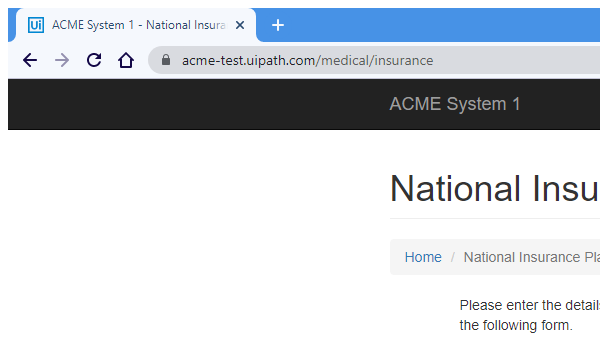 Ui ACME System 1 - National Insura
acme-test.uipath.com/medical/insurance
ACME System 1
National Insu
Home / National Insurance Pla
Please enter the details
the following form.